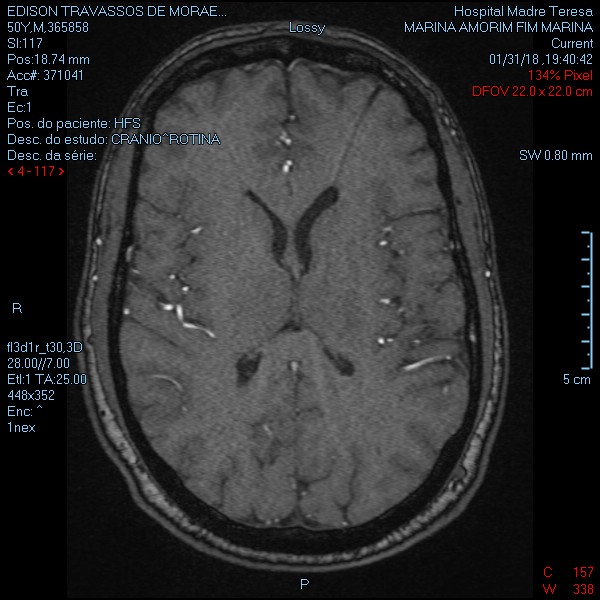 EDISON TRAVASSOS DE MORAE...
50Y,M,365858
Sl:117
Pos:18.74 mm
Acc#: 371041
Tra
Ec:1
Pos. do paciente: HFS
Desc. do estudo: CRANIO^ROTINA
Desc. da série:
< 4 - 117 >
Lossy
Hospital Madre Teresa
MARINA AMORIM FIM MARINA
Current
01/31/18 ,19:40:42
134% Pixel
DFOV 22.0 x 22.0 cm
SW 0.80 mm
R
fl3d1r_t30,3D
28.00//7.00
Etl:1 TA:25.00
448x352
Enc: ^
1nex
5 cm
P
C 157
W 338